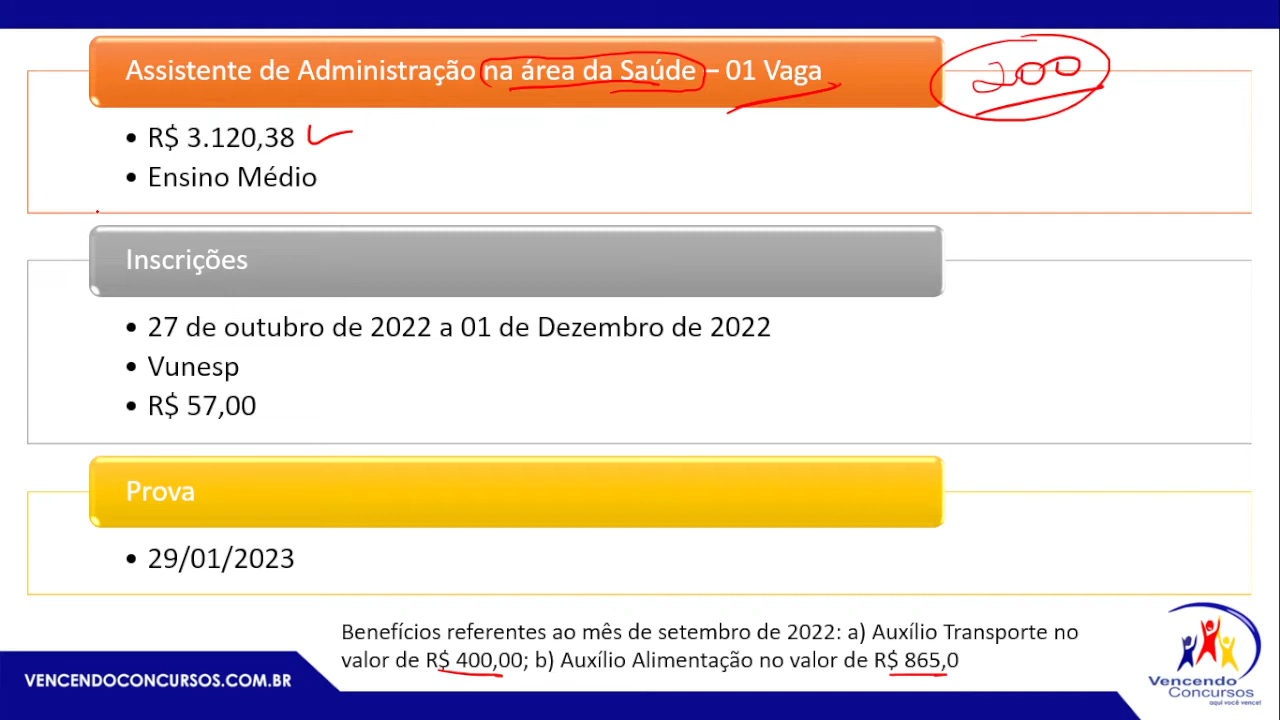 Assistente de Administração na área da Saúde – 01 Vaga
200
• R$ 3.120,38
• Ensino Médio
Inscrições
• 27 de outubro de 2022 a 01 de Dezembro de 2022
• Vunesp
• R$ 57,00
Prova
• 29/01/2023
Benefícios referentes ao mês de setembro de 2022: a) Auxílio Transporte no
valor de R$ 400,00; b) Auxílio Alimentação no valor de R$ 865,0
VENCENDOCONCURSOS.COM.BR
Vencendo
Concursos
aqui você vence!